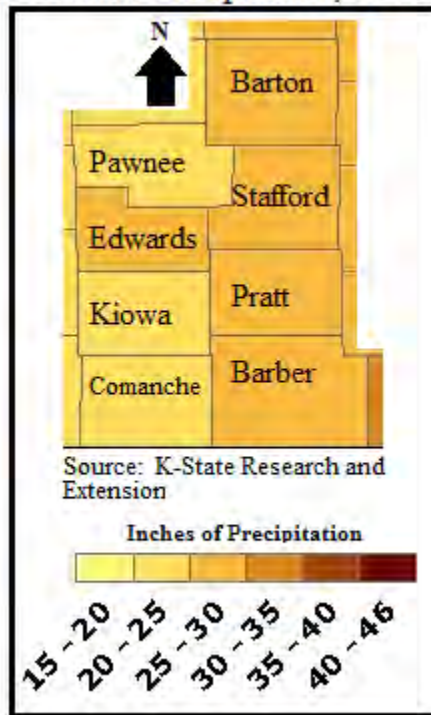 N
Barton
Pawnee
Stafford
Edwards
Pratt
Kiowa
Barber
Comanche
Source: K-State Research and
Extension
Inches of Precipitation
15 - 20
20 - 25
25 - 30
30 - 35
35 - 40
40 - 46